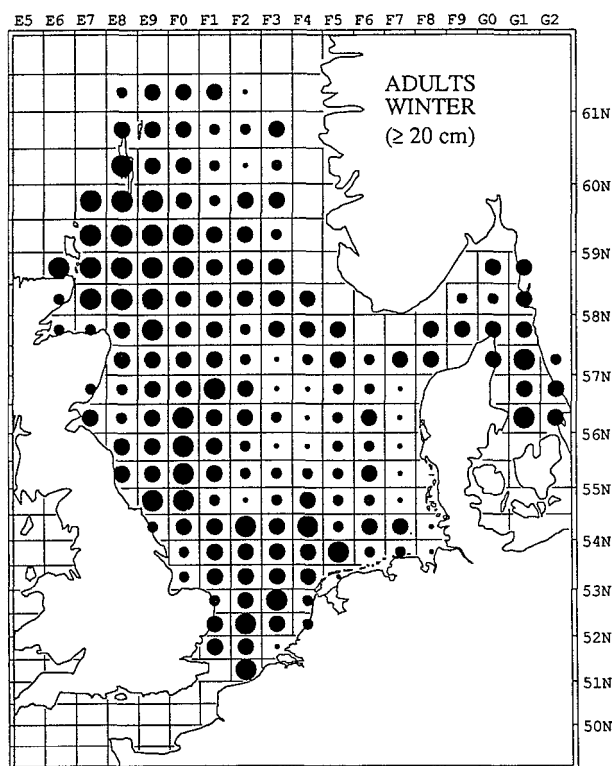 E5 E6 E7 E8 E9 F0 F1 F2 F3 F4 F5 F6 F7 F8 F9 G0 G1 G2
ADULTS
WINTER
(≥ 20 cm)
61N
60N
59N
58N
57N
56N
55N
54N
53N
52N
51N
50N